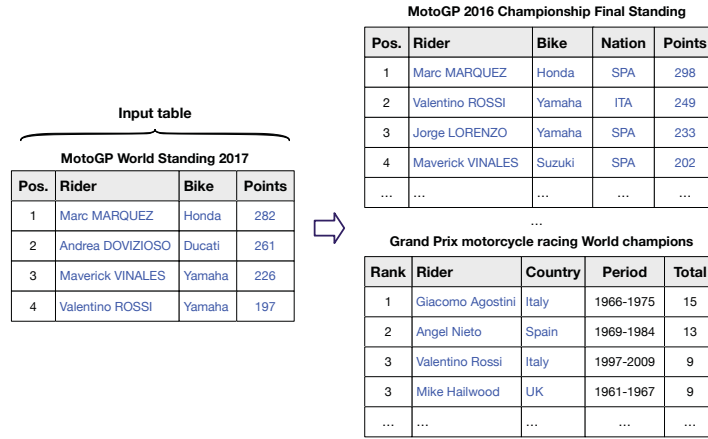 Input table
MotoGP World Standing 2017
Pos. Rider Bike Points
1 Marc MARQUEZ Honda 282
2 Andrea DOVIZIOSO Ducati 261
3 Maverick VINALES Yamaha 226
4 Valentino ROSSI Yamaha 197
MotoGP 2016 Championship Final Standing
Pos. Rider Bike Nation Points
1 Marc MARQUEZ Honda SPA 298
2 Valentino ROSSI Yamaha ITA 249
3 Jorge LORENZO Yamaha SPA 233
4 Maverick VINALES Suzuki SPA 202
... ... ... ... ...
...
Grand Prix motorcycle racing World champions
Rank Rider Country Period Total
1 Giacomo Agostini Italy 1966-1975 15
2 Angel Nieto Spain 1969-1984 13
3 Valentino Rossi Italy 1997-2009 9
3 Mike Hailwood UK 1961-1967 9
... ... ... ... ...